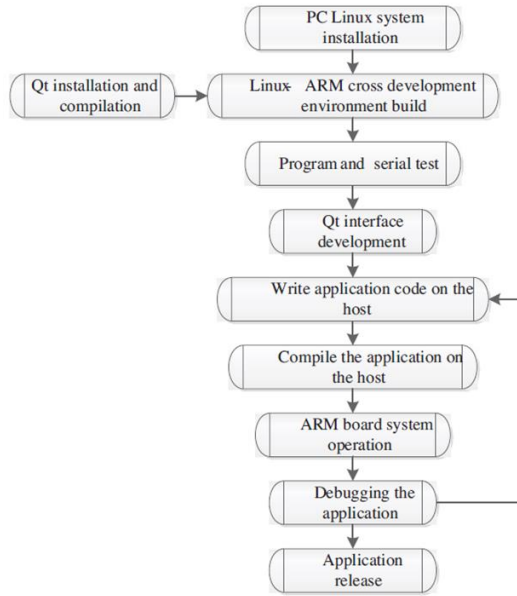 PC Linux system
installation
Qt installation and
compilation
Linux- ARM cross development
environment build
Program and serial test
Qt interface
development
Write application code on the
host
Compile the application on
the host
ARM board system
operation
Debugging the
application
Application
release